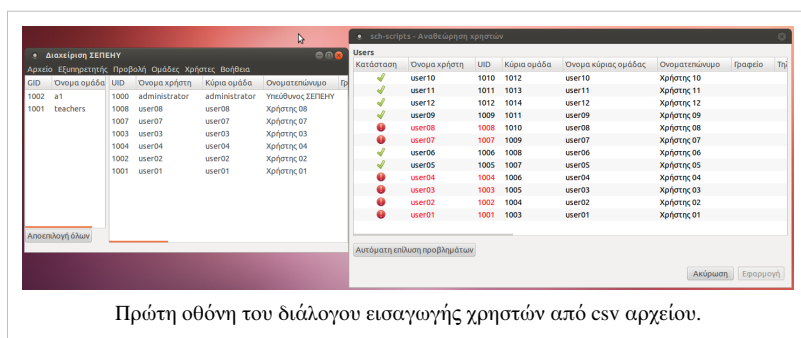 sch-scripts - Αναθεώρηση χρηστών
Διαχείριση ΣΕΠΕΗΥ
Αρχείο Εξυπηρετητής Προβολή Ομάδες Χρήστες Βοήθεια
GID Όνομα ομάδα
1002 a1
1001 teachers
Αποεπιλογή όλων
UID Όνομα χρήστη Κύρια ομάδα Ονοματεπώνυμο Γρ
1000 administrator administrator Υπεύθυνος ΣΕΠΕΗΥ
1008 user08 user08 Χρήστης 08
1007 user07 user07 Χρήστης 07
1003 user03 user03 Χρήστης 03
1004 user04 user04 Χρήστης 04
1002 user02 user02 Χρήστης 02
1001 user01 user01 Χρήστης 01
Users
Κατάσταση Όνομα χρήστη UID Κύρια ομάδα Όνομα κύριας ομάδας Ονοματεπώνυμο Γραφείο Τηλ
user10 1010 1012 user10 Χρήστης 10
user11 1011 1013 user11 Χρήστης 11
user12 1012 1014 user12 Χρήστης 12
user09 1009 1011 user09 Χρήστης 09
user08 1008 1010 user08 Χρήστης 08
user07 1007 1009 user07 Χρήστης 07
user06 1006 1008 user06 Χρήστης 06
user05 1005 1007 user05 Χρήστης 05
user04 1004 1006 user04 Χρήστης 04
user03 1003 1005 user03 Χρήστης 03
user02 1002 1004 user02 Χρήστης 02
user01 1001 1003 user01 Χρήστης 01
Αυτόματη επίλυση προβλημάτων
Ακύρωση Εφαρμογή
Πρώτη οθόνη του διάλογου εισαγωγής χρηστών από csv αρχείου.